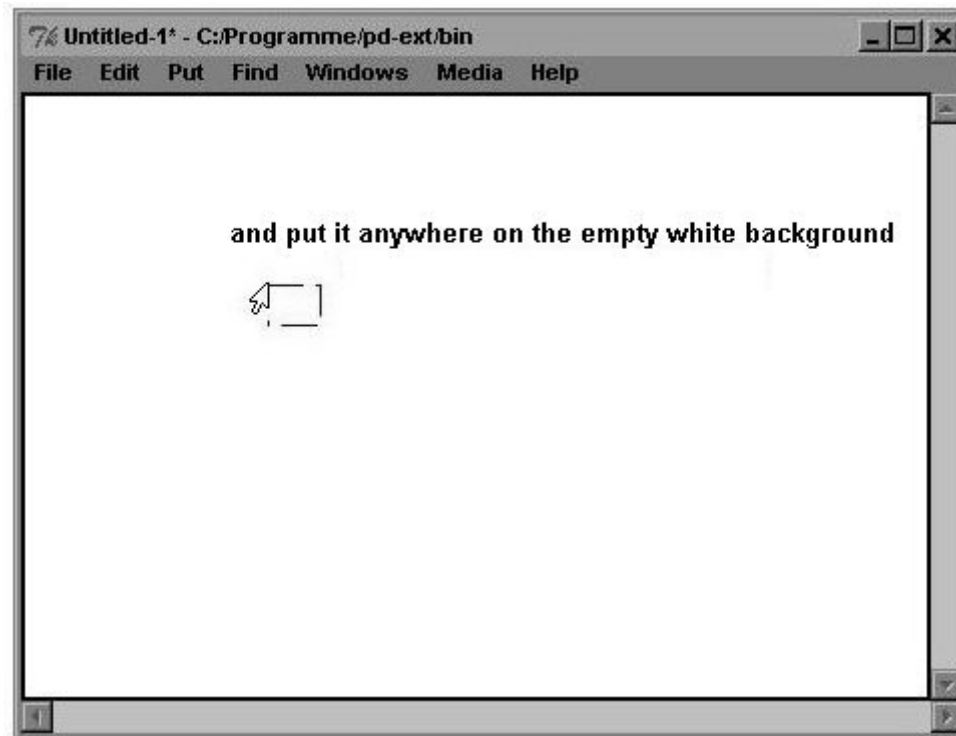 Untitled-1* - C:/Programme/pd-ext/bin
File Edit Put Find Windows Media Help
and put it anywhere on the empty white background